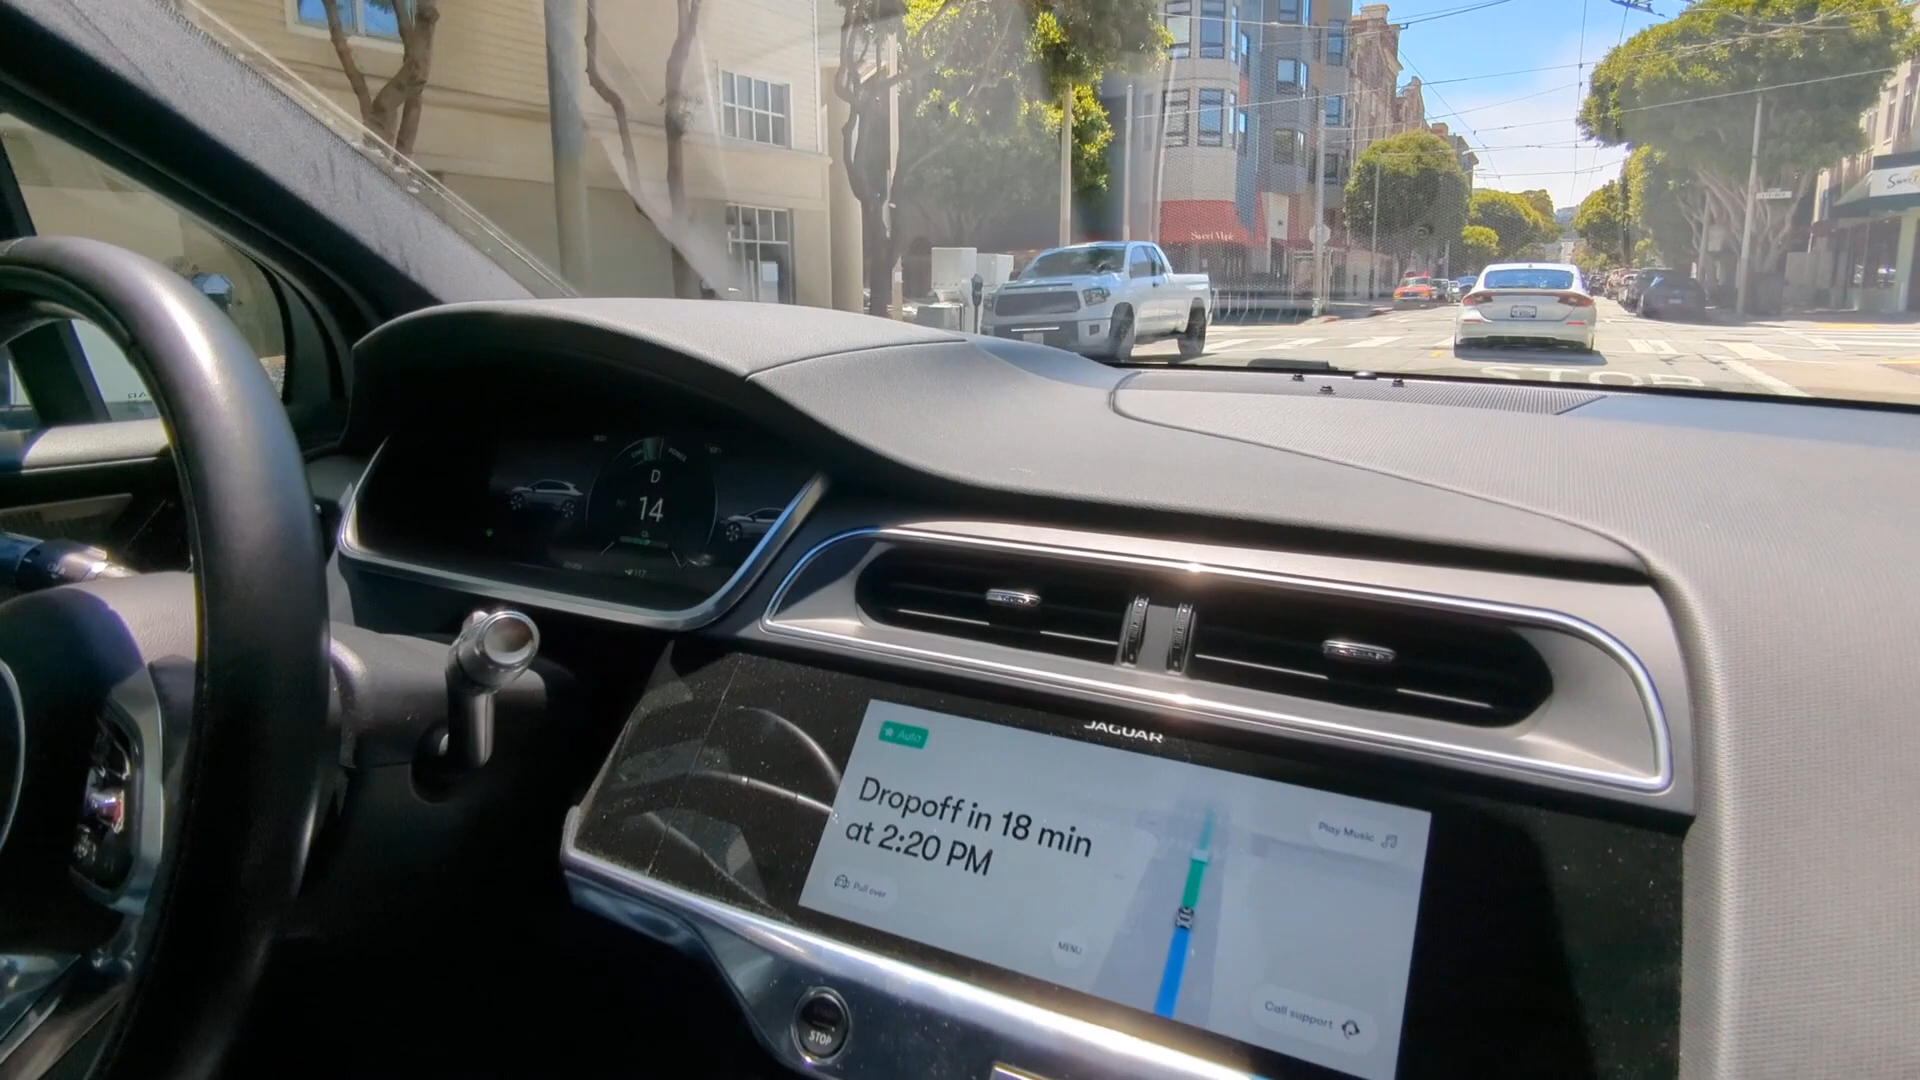 STOP
D
14
JAGUAR
Auto
Dropoff in 18 min
at 2:20 PM
Play Music
Pull over
MENU
Call support
STOP